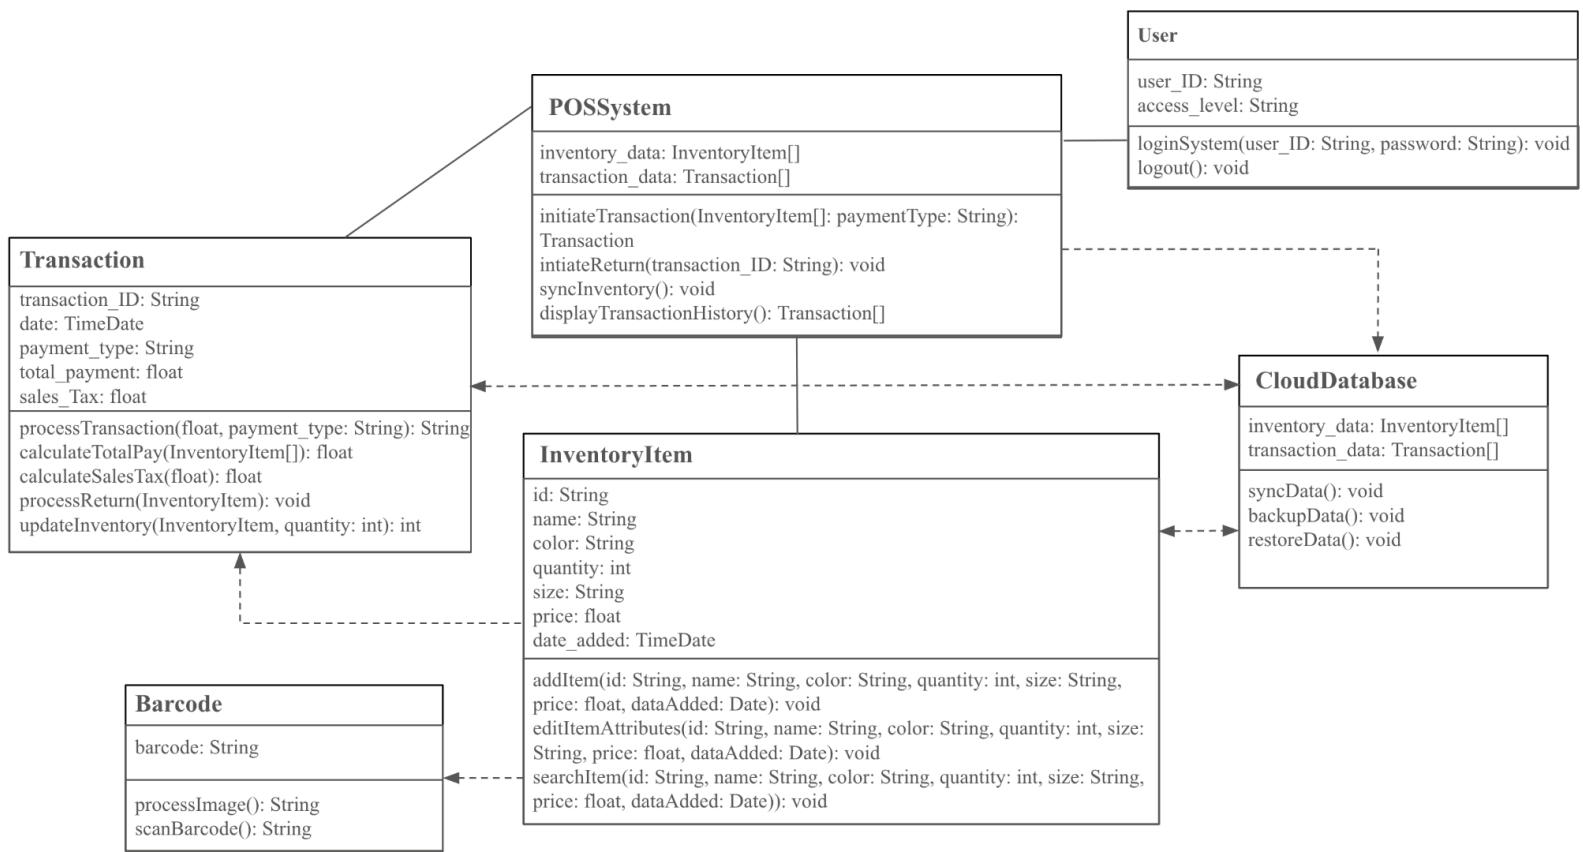 User
user_ID: String
access_level: String
loginSystem(user_ID: String, password: String): void
logout(): void
POSSystem
inventory_data: InventoryItem[]
transaction_data: Transaction[]
initiateTransaction(InventoryItem[]: paymentType: String):
Transaction
intiateReturn(transaction_ID: String): void
syncInventory(): void
displayTransactionHistory(): Transaction[]
Transaction
transaction_ID: String
date: TimeDate
payment_type: String
total_payment: float
sales_Tax: float
processTransaction(float, payment_type: String): String
calculateTotalPay(InventoryItem[]): float
calculateSalesTax(float): float
processReturn(InventoryItem): void
updateInventory(InventoryItem, quantity: int): int
CloudDatabase
inventory_data: InventoryItem[]
transaction_data: Transaction[]
syncData(): void
backupData(): void
restoreData(): void
InventoryItem
id: String
name: String
color: String
quantity: int
size: String
price: float
date_added: TimeDate
addItem(id: String, name: String, color: String, quantity: int, size: String,
price: float, dataAdded: Date): void
editItemAttributes(id: String, name: String, color: String, quantity: int, size:
String, price: float, dataAdded: Date): void
searchItem(id: String, name: String, color: String, quantity: int, size: String,
price: float, dataAdded: Date)): void
Barcode
barcode: String
processImage(): String
scanBarcode(): String